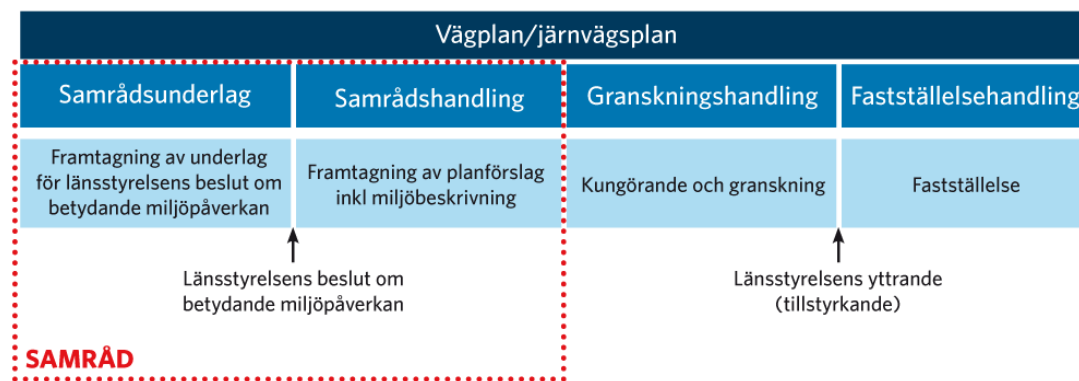 Vägplan/järnvägsplan
Samrådsunderlag
Samrådshandling
Granskningshandling
Fastställelsehandling
Framtagning av underlag
för länsstyrelsens beslut om
betydande miljöpåverkan
Framtagning av planförslag
inkl miljöbeskrivning
Kungörande och granskning
Fastställelse
Länsstyrelsens beslut om
betydande miljöpåverkan
Länsstyrelsens yttrande
(tillstyrkande)
SAMRÅD